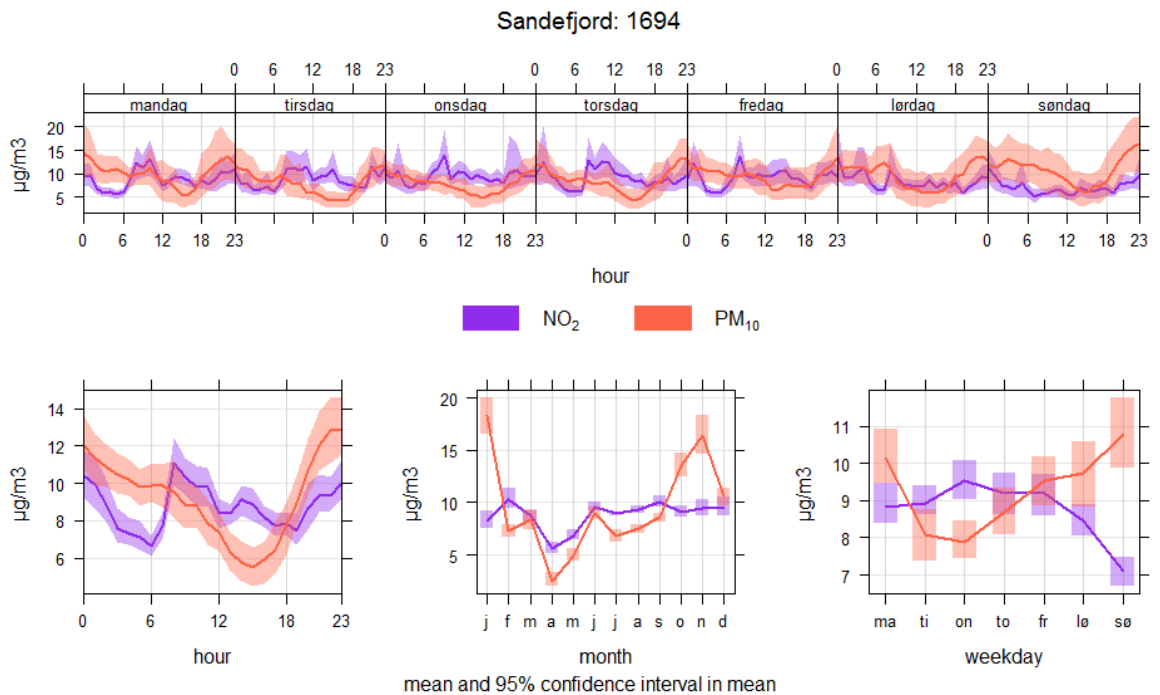 Sandefjord: 1694
0 6 12 18 23 0 6 12 18 23 0 6 12 18 23
mandag tirsdag onsdag torsdag fredag lørdag søndag
µg/m3
20
15
10
5
0 6 12 18 23 0 6 12 18 23 0 6 12 18 23 0 6 12 18 23
hour
NO₂ PM₁₀
µg/m3
14
12
10
8
6
0 6 12 18 23
hour
µg/m3
20
15
10
5
j f m a m j j a s o n d
month
µg/m3
11
10
9
8
7
ma ti on to fr lø sø
weekday
mean and 95% confidence interval in mean